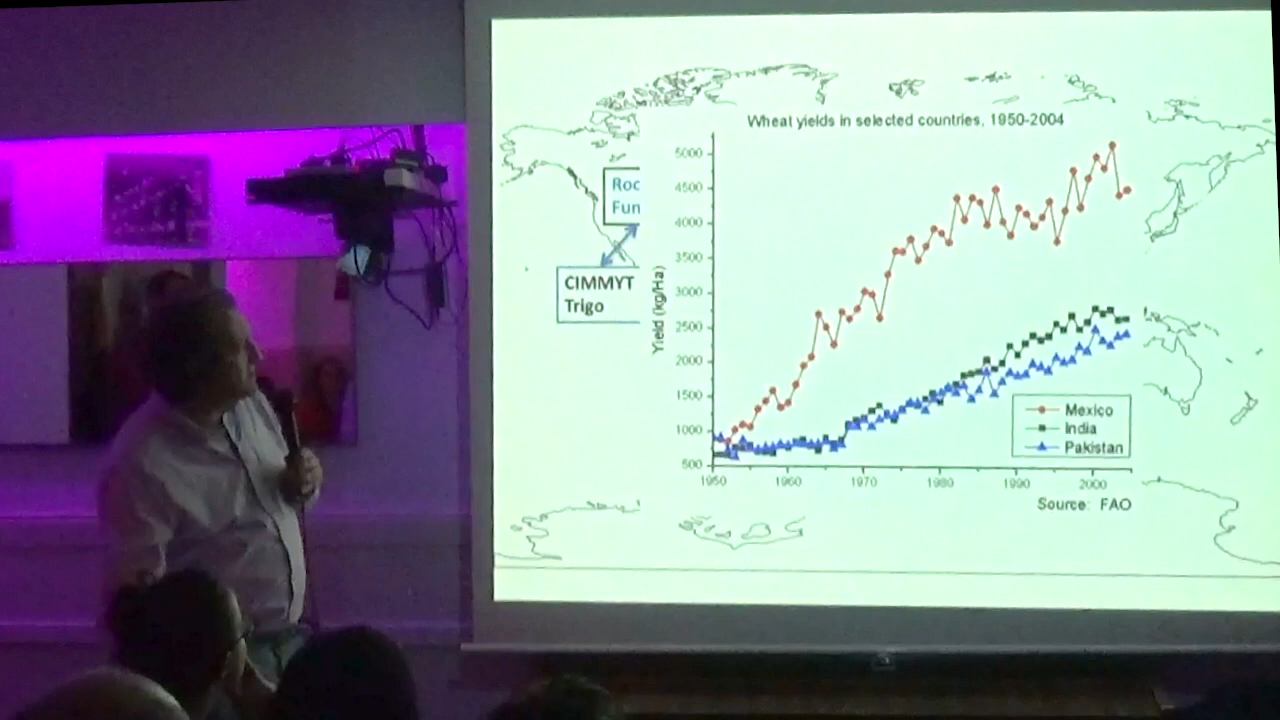 Wheat yields in selected countries, 1950-2004
Roc
Fun
CIMMYT
Trigo
Yield (kg/Ha)
5000
4500
4000
3500
3000
2500
2000
1500
1000
500
1950 1960 1970 1980 1990 2000
Mexico
India
Pakistan
Source: FAO